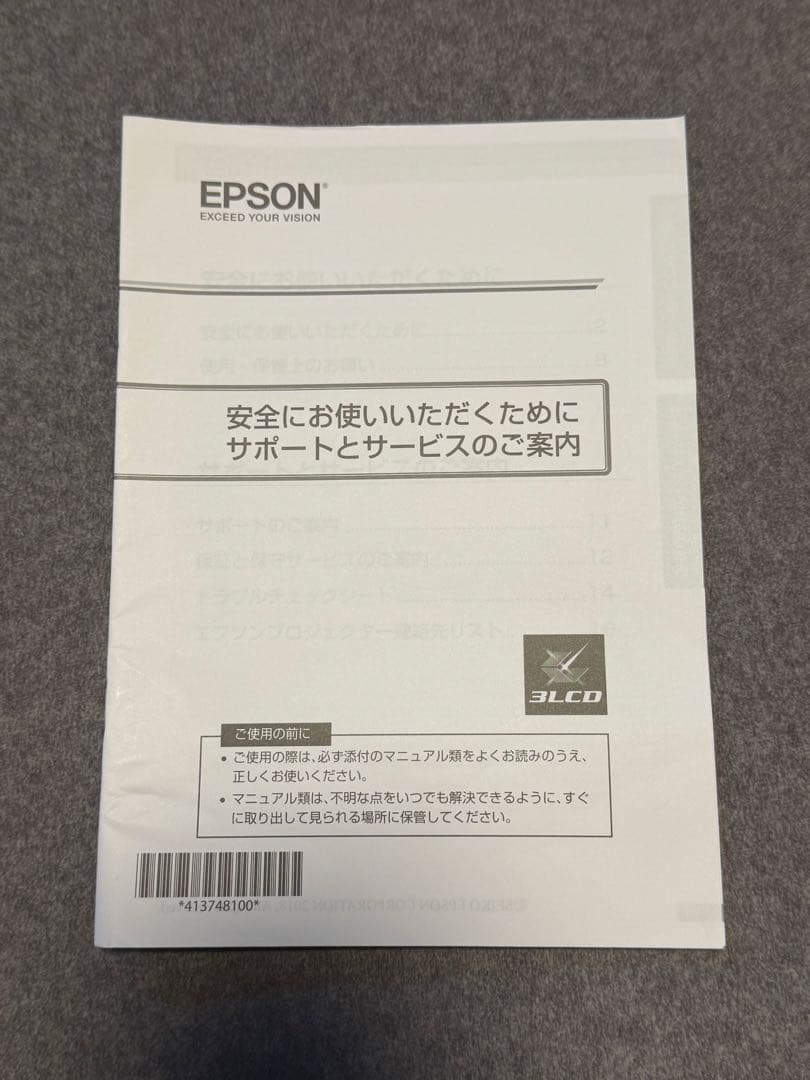 EPSON®
EXCEED YOUR VISION
安全にお使いいただくために
サポートとサービスのご案内
3LCD
ご使用の前に
● ご使用の際は、必ず添付のマニュアル類をよくお読みのうえ、
正しくお使いください。
● マニュアル類は、不明な点をいつでも解決できるように、すぐ
に取り出して見られる場所に保管してください。
*413748100*